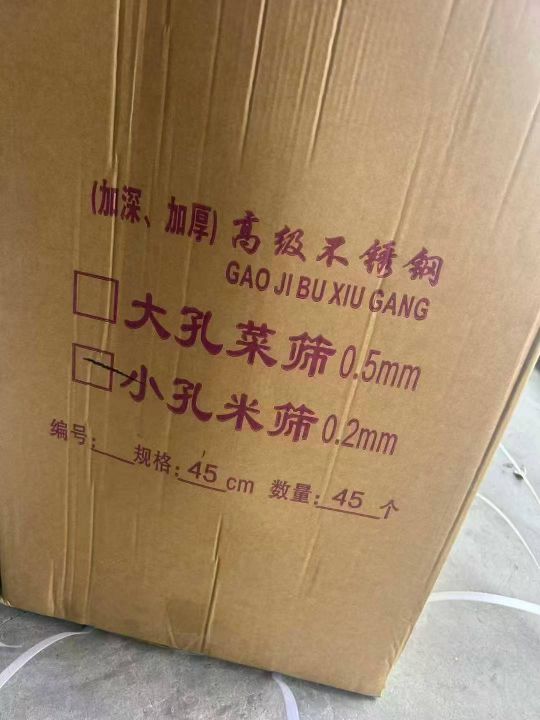 (加深、加厚) 高级不锈钢
GAO JI BU XIU GANG
大孔菜筛 0.5mm
小孔米筛 0.2mm
编号:____ 规格: 45 cm 数量: 45 个